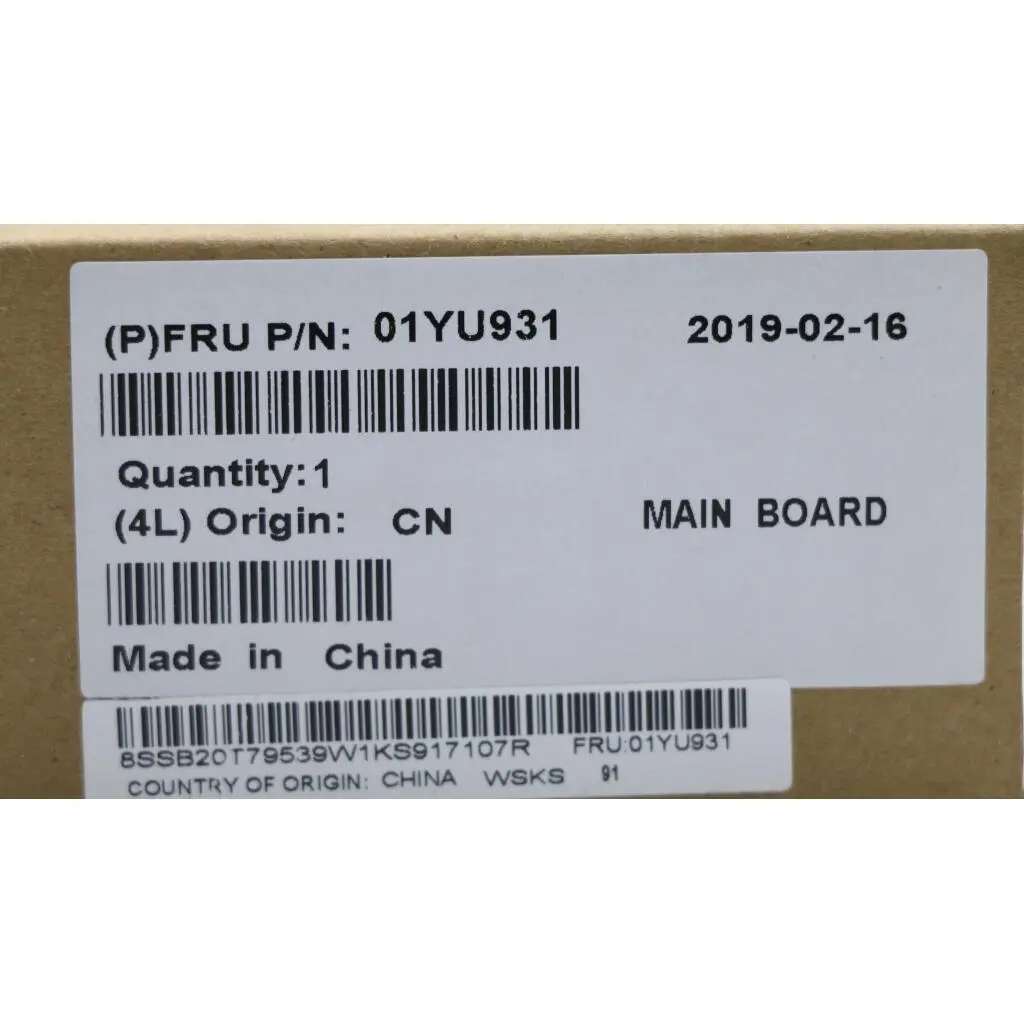 (P)FRU P/N: 01YU931 2019-02-16
Quantity:1
(4L) Origin: CN MAIN BOARD
Made in China
8SSB20T79539W1KS917107R FRU:01YU931
COUNTRY OF ORIGIN: CHINA WSKS 91